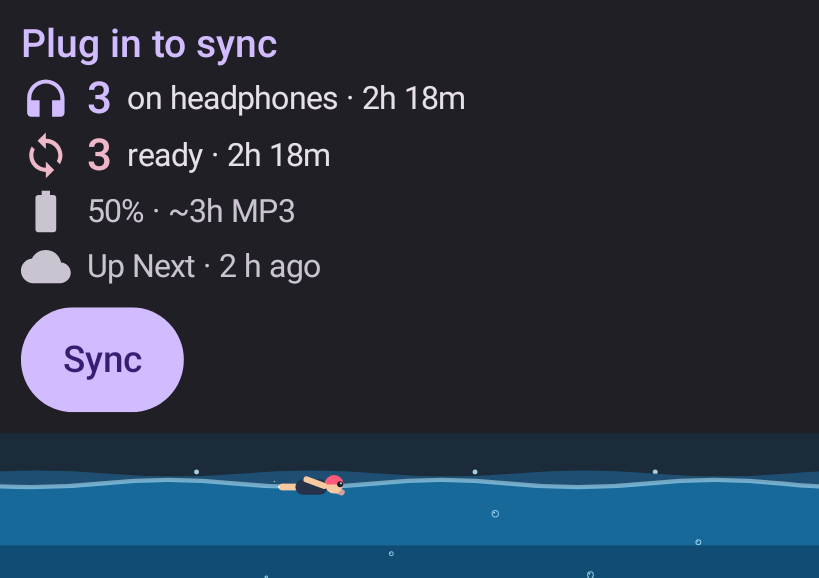 Plug in to sync
3 on headphones · 2h 18m
3 ready · 2h 18m
50% · ~3h MP3
Up Next · 2 h ago
Sync